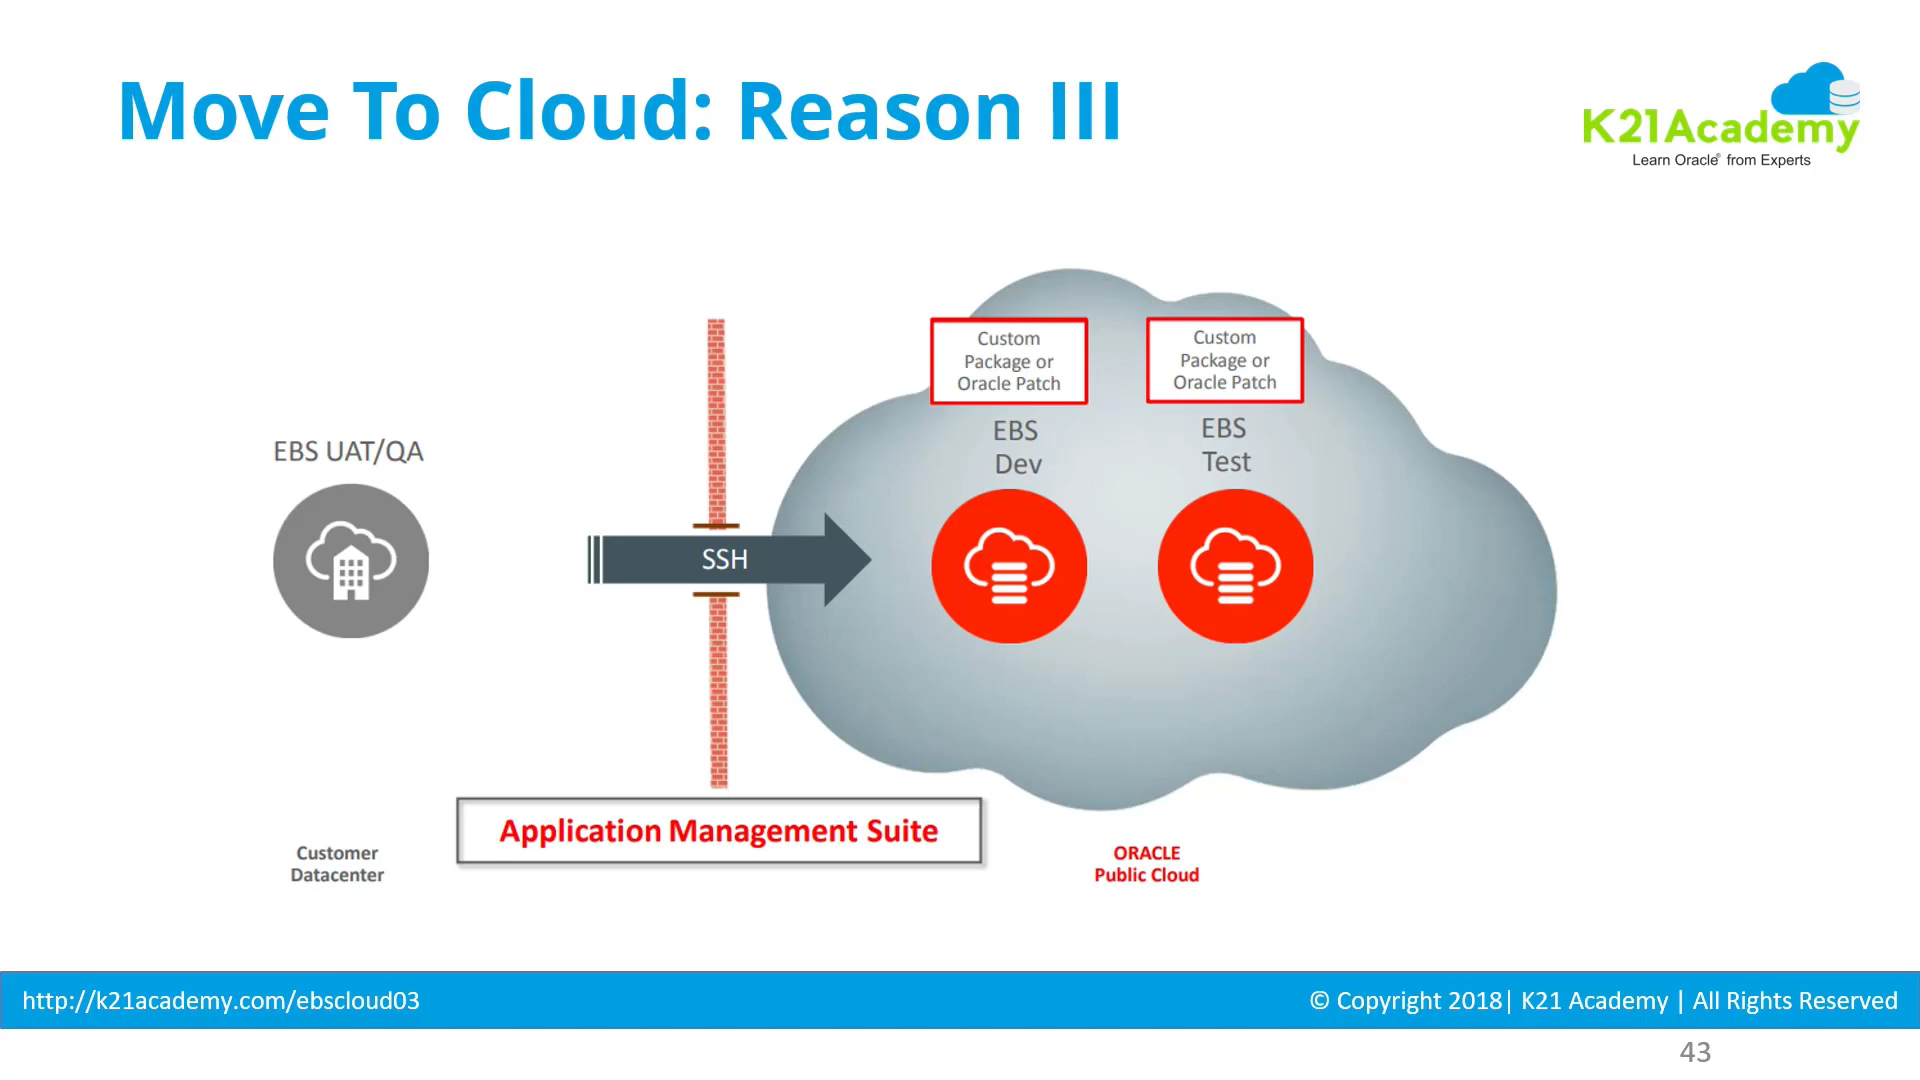 Move To Cloud: Reason III
K21Academy
Learn Oracle® from Experts
Custom
Package or
Oracle Patch
Custom
Package or
Oracle Patch
EBS UAT/QA
EBS
Dev
EBS
Test
SSH
Application Management Suite
Customer
Datacenter
ORACLE
Public Cloud
http://k21academy.com/ebscloud03
© Copyright 2018| K21 Academy | All Rights Reserved
43